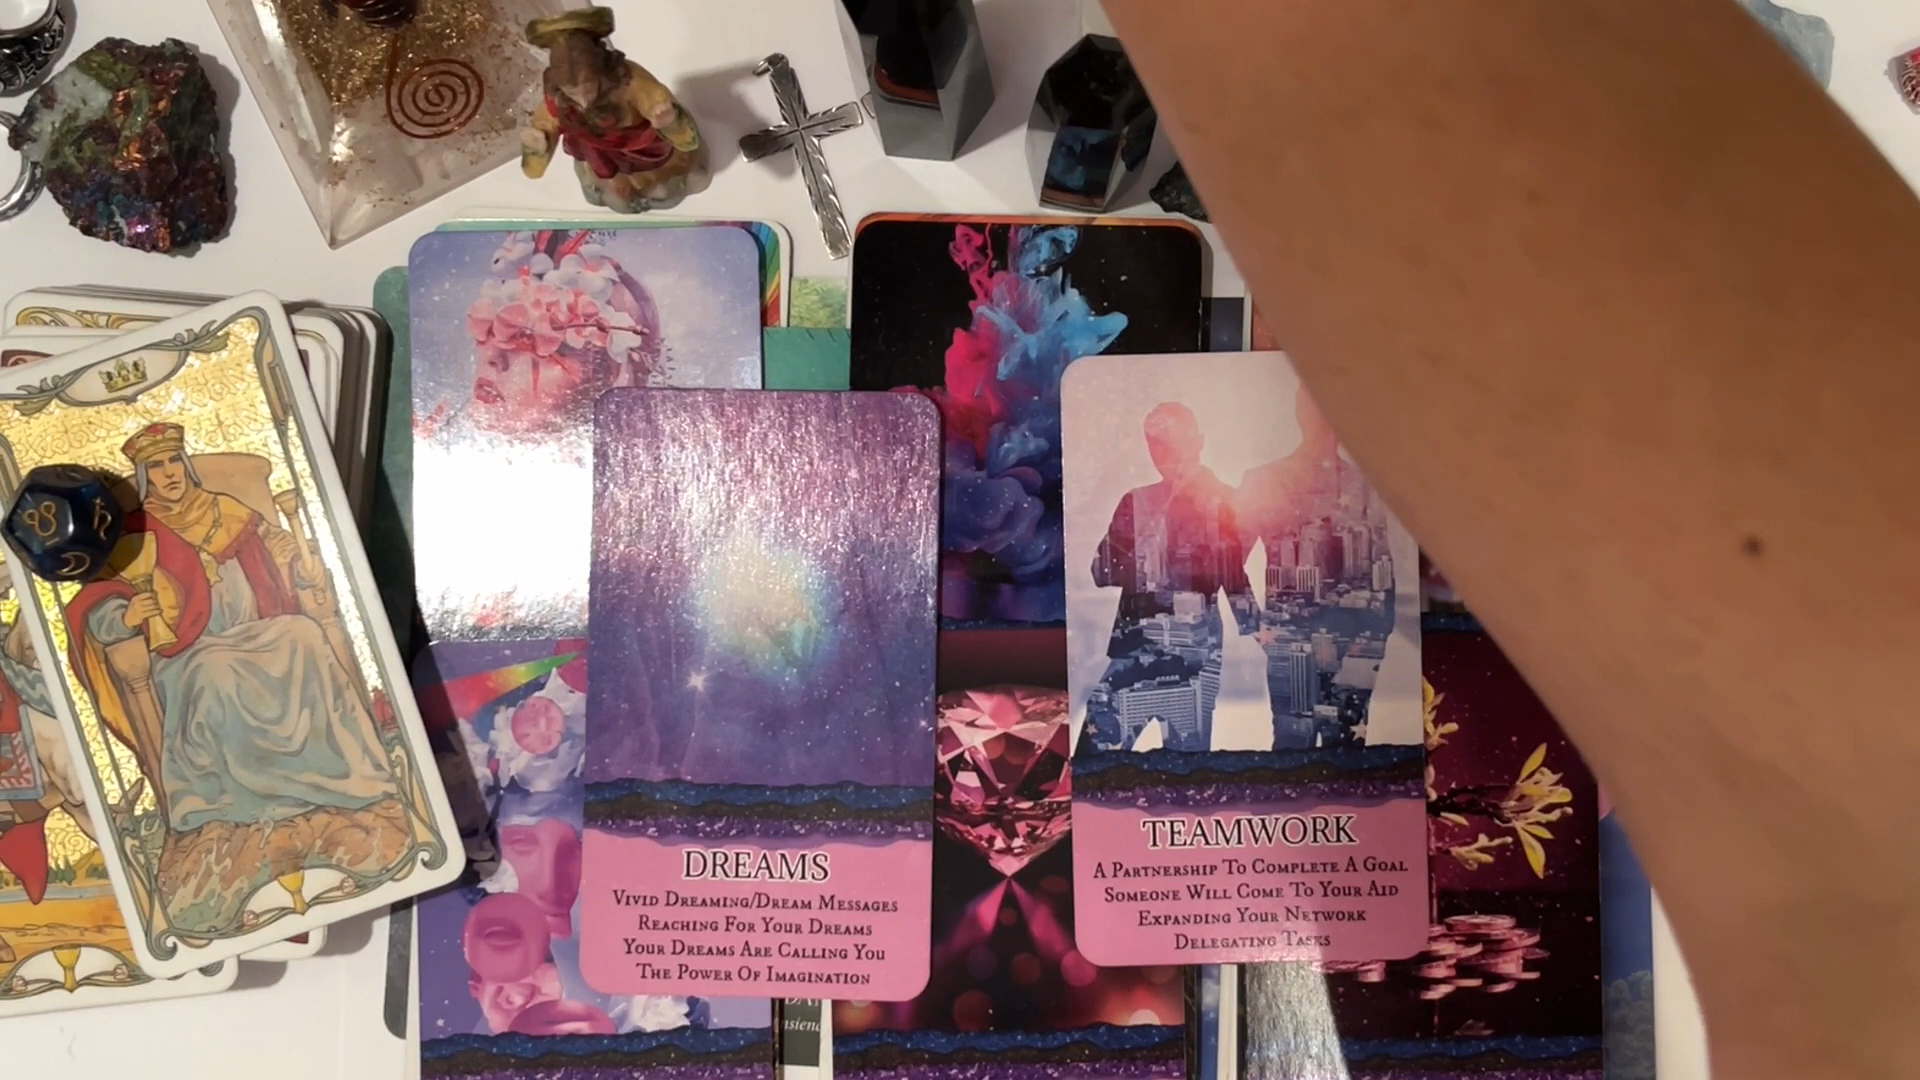 DREAMS
VIVID DREAMING/DREAM MESSAGES
REACHING FOR YOUR DREAMS
YOUR DREAMS ARE CALLING YOU
THE POWER OF IMAGINATION
TEAMWORK
A PARTNERSHIP TO COMPLETE A GOAL
SOMEONE WILL COME TO YOUR AID
EXPANDING YOUR NETWORK
DELEGATING TASKS